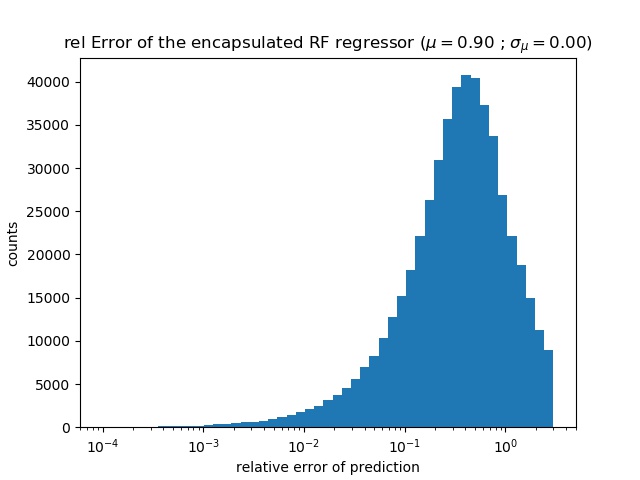 rel Error of the encapsulated RF regressor (μ = 0.90 ; σμ = 0.00)
40000
35000
30000
25000
20000
15000
10000
5000
0
counts
10⁻⁴ 10⁻³ 10⁻² 10⁻¹ 10⁰
relative error of prediction